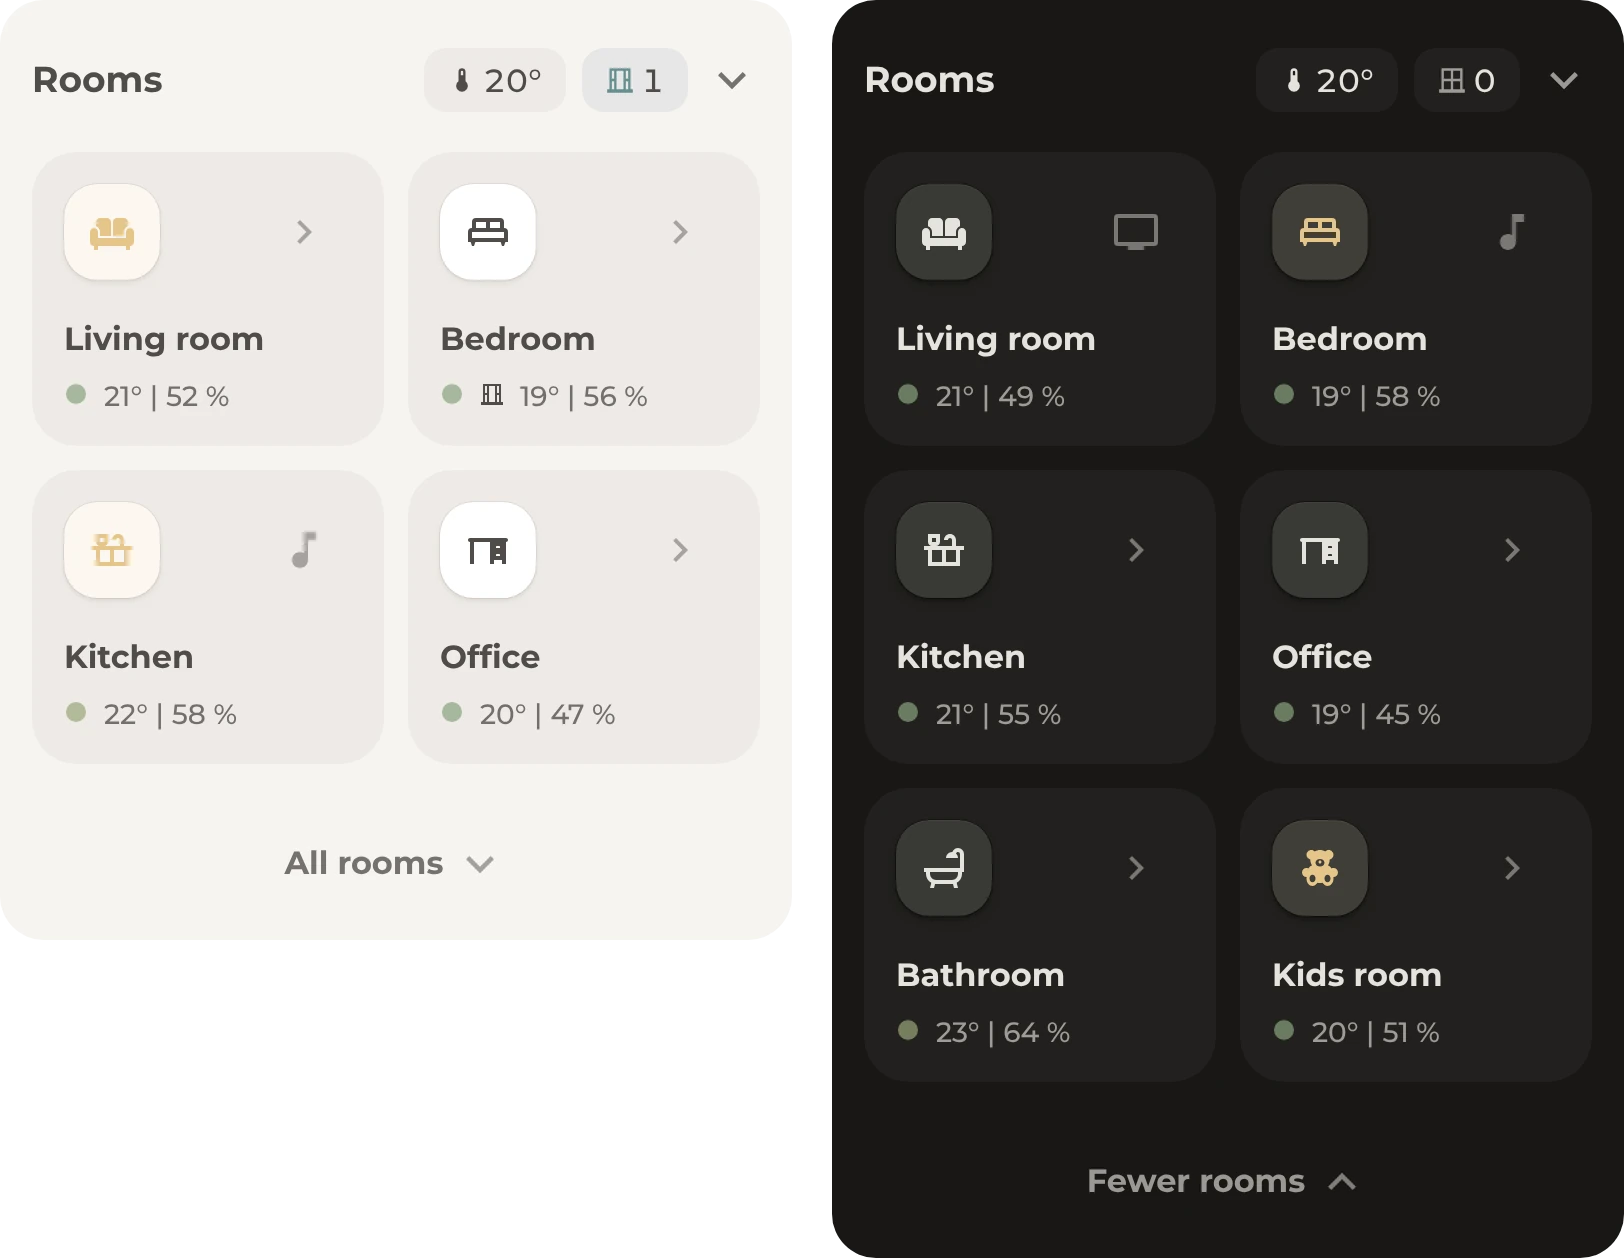 Rooms 20° 1
Living room
21° | 52 %
Bedroom
19° | 56 %
Kitchen
22° | 58 %
Office
20° | 47 %
All rooms
Rooms 20° 0
Living room
21° | 49 %
Bedroom
19° | 58 %
Kitchen
21° | 55 %
Office
19° | 45 %
Bathroom
23° | 64 %
Kids room
20° | 51 %
Fewer rooms